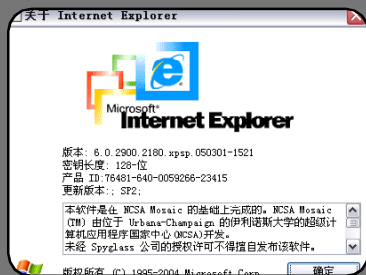 关于 Internet Explorer
Microsoft®
Internet Explorer
版本: 6.0.2900.2180.xpsp.050301-1521
密钥长度: 128-位
产品 ID:76481-640-0059266-23415
更新版本:; SP2;
本软件是在 NCSA Mosaic 的基础上完成的。NCSA Mosaic
(TM) 由位于 Urbana-Champaign 的伊利诺斯大学的超级计
算机应用程序国家中心(NCSA)开发。
未经 Spyglass 公司的授权许可不得擅自发布该软件。
版权所有 (C) 1995-2004 Microsoft Corp.
确定